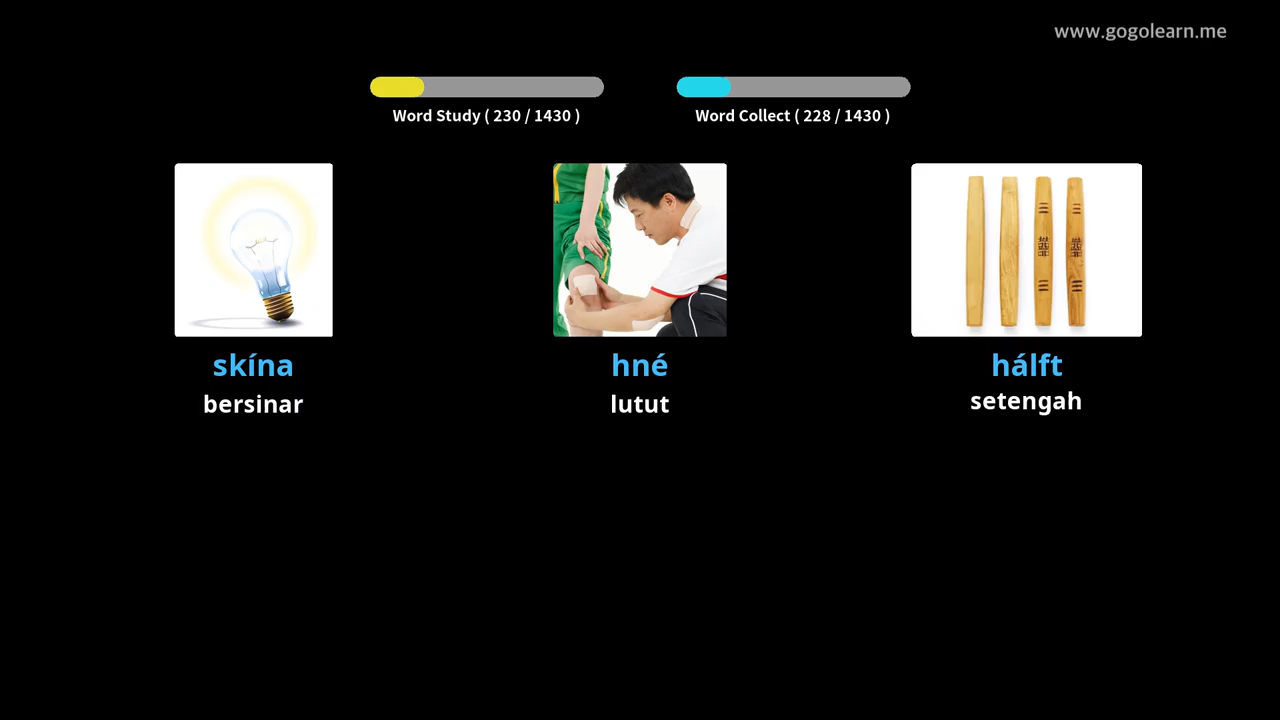 www.gogolearn.me
Word Study ( 230 / 1430 )
Word Collect ( 228 / 1430 )
skína
hné
hálft
bersinar
lutut
setengah